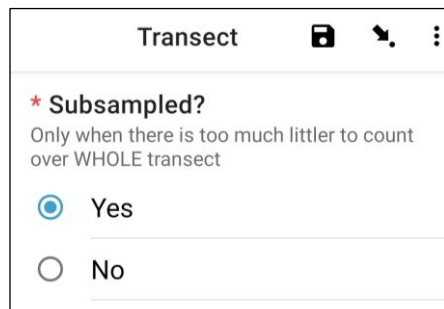 Transect
* Subsampled?
Only when there is too much littler to count
over WHOLE transect
Yes
No